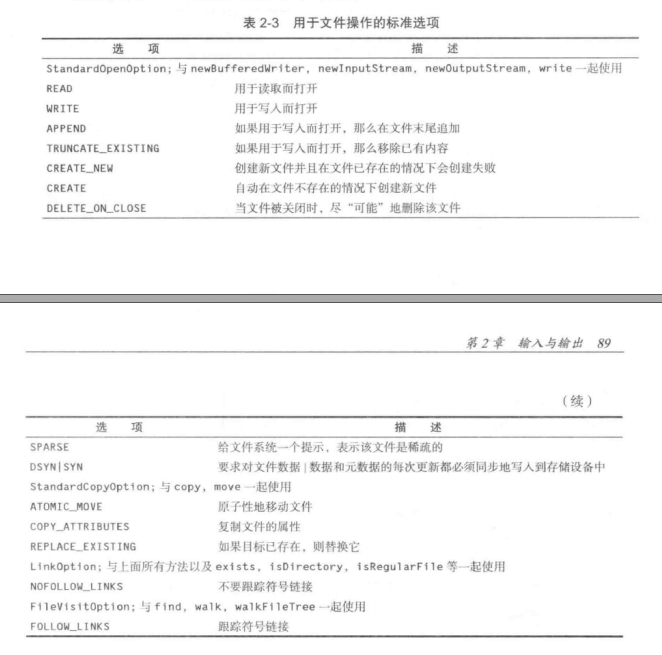 表 2-3 用于文件操作的标准选项
选 项 描 述
StandardOpenOption; 与 newBufferedWriter, newInputStream, newOutputStream, write 一起使用
READ 用于读取而打开
WRITE 用于写入而打开
APPEND 如果用于写入而打开，那么在文件末尾追加
TRUNCATE_EXISTING 如果用于写入而打开，那么移除已有内容
CREATE_NEW 创建新文件并且在文件已存在的情况下会创建失败
CREATE 自动在文件不存在的情况下创建新文件
DELETE_ON_CLOSE 当文件被关闭时，尽“可能”地删除该文件
第 2 章 输入与输出 89
（续）
选 项 描 述
SPARSE 给文件系统一个提示，表示该文件是稀疏的
DSYN|SYN 要求对文件数据|数据和元数据的每次更新都必须同步地写入到存储设备中
StandardCopyOption; 与 copy, move 一起使用
ATOMIC_MOVE 原子性地移动文件
COPY_ATTRIBUTES 复制文件的属性
REPLACE_EXISTING 如果目标已存在，则替换它
LinkOption; 与上面所有方法以及 exists, isDirectory, isRegularFile 等一起使用
NOFOLLOW_LINKS 不要跟踪符号链接
FileVisitOption; 与 find, walk, walkFileTree 一起使用
FOLLOW_LINKS 跟踪符号链接